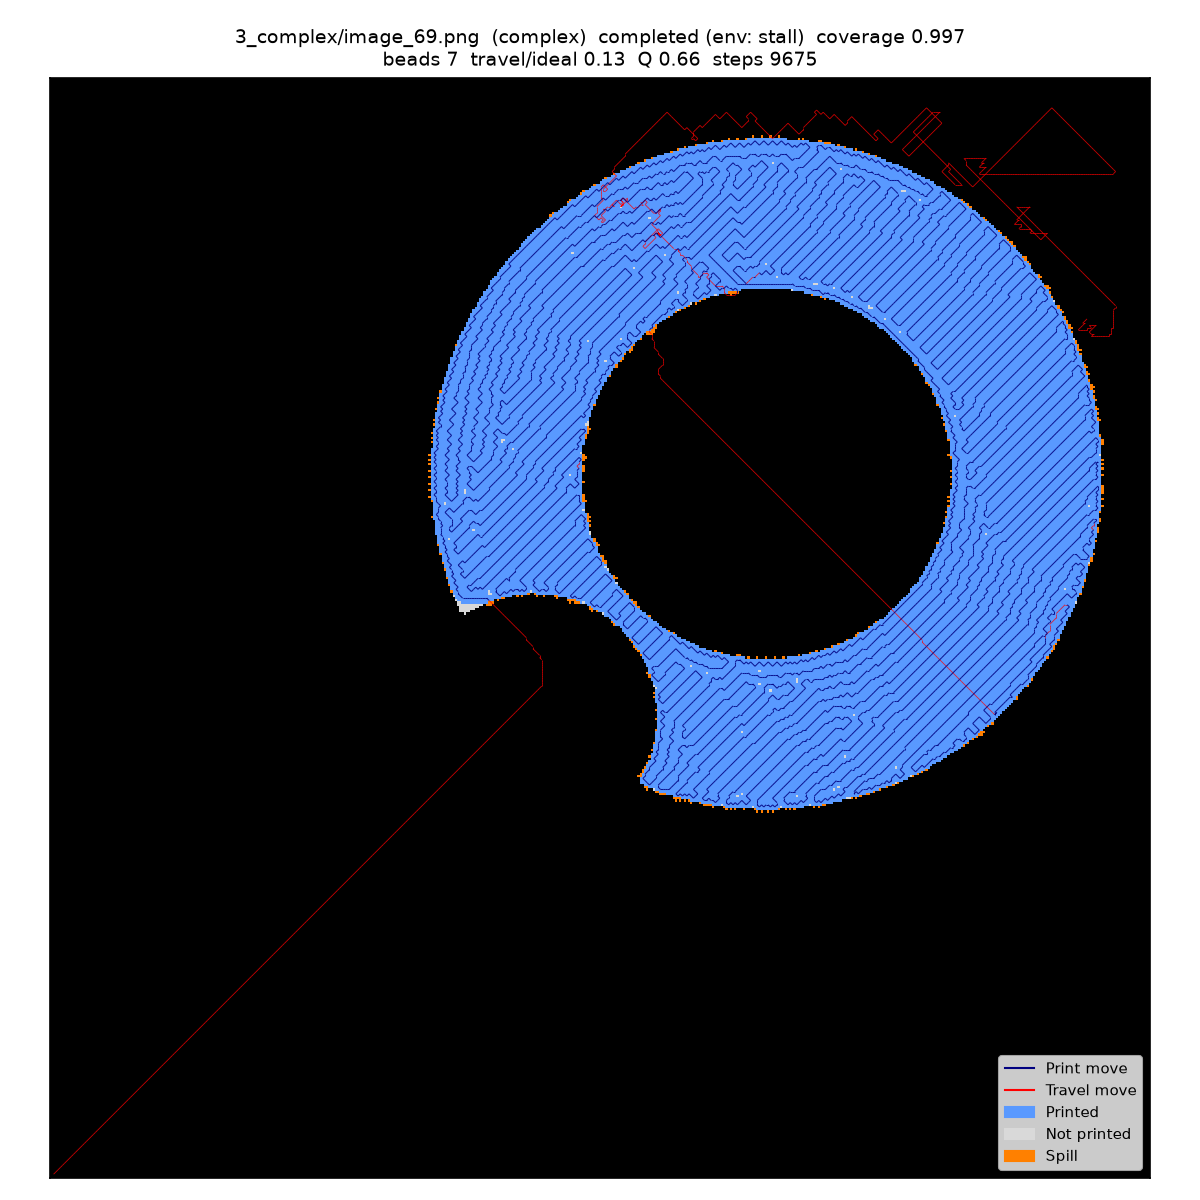 3_complex/image_69.png  (complex)  completed (env: stall)  coverage 0.997
beads 7  travel/ideal 0.13  Q 0.66  steps 9675
Print move
Travel move
Printed
Not printed
Spill